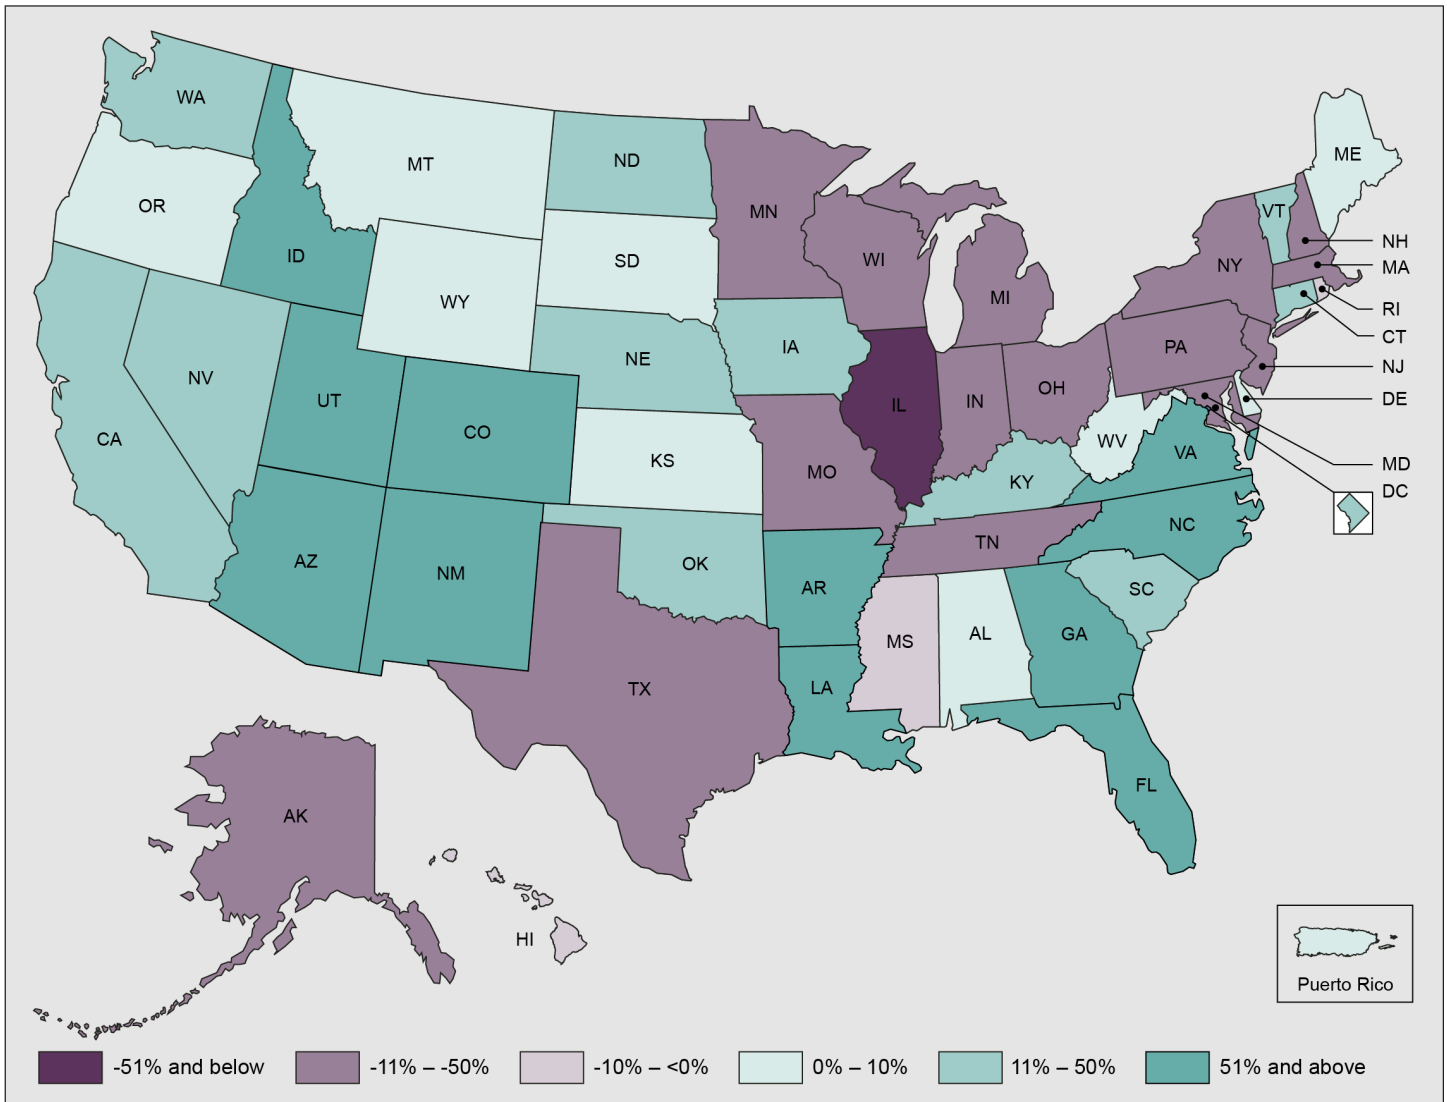 WA
MT
ND
OR
ID
MN
ME
VT
NH
MA
RI
CT
NJ
DE
MD
DC
WY
SD
WI
MI
NY
NV
UT
CO
NE
IA
PA
CA
KS
MO
IL
IN
OH
WV
VA
KY
AZ
NM
OK
AR
TN
NC
SC
TX
LA
MS
AL
GA
FL
AK
HI
Puerto Rico
-51% and below
-11% – -50%
-10% – <0%
0% – 10%
11% – 50%
51% and above